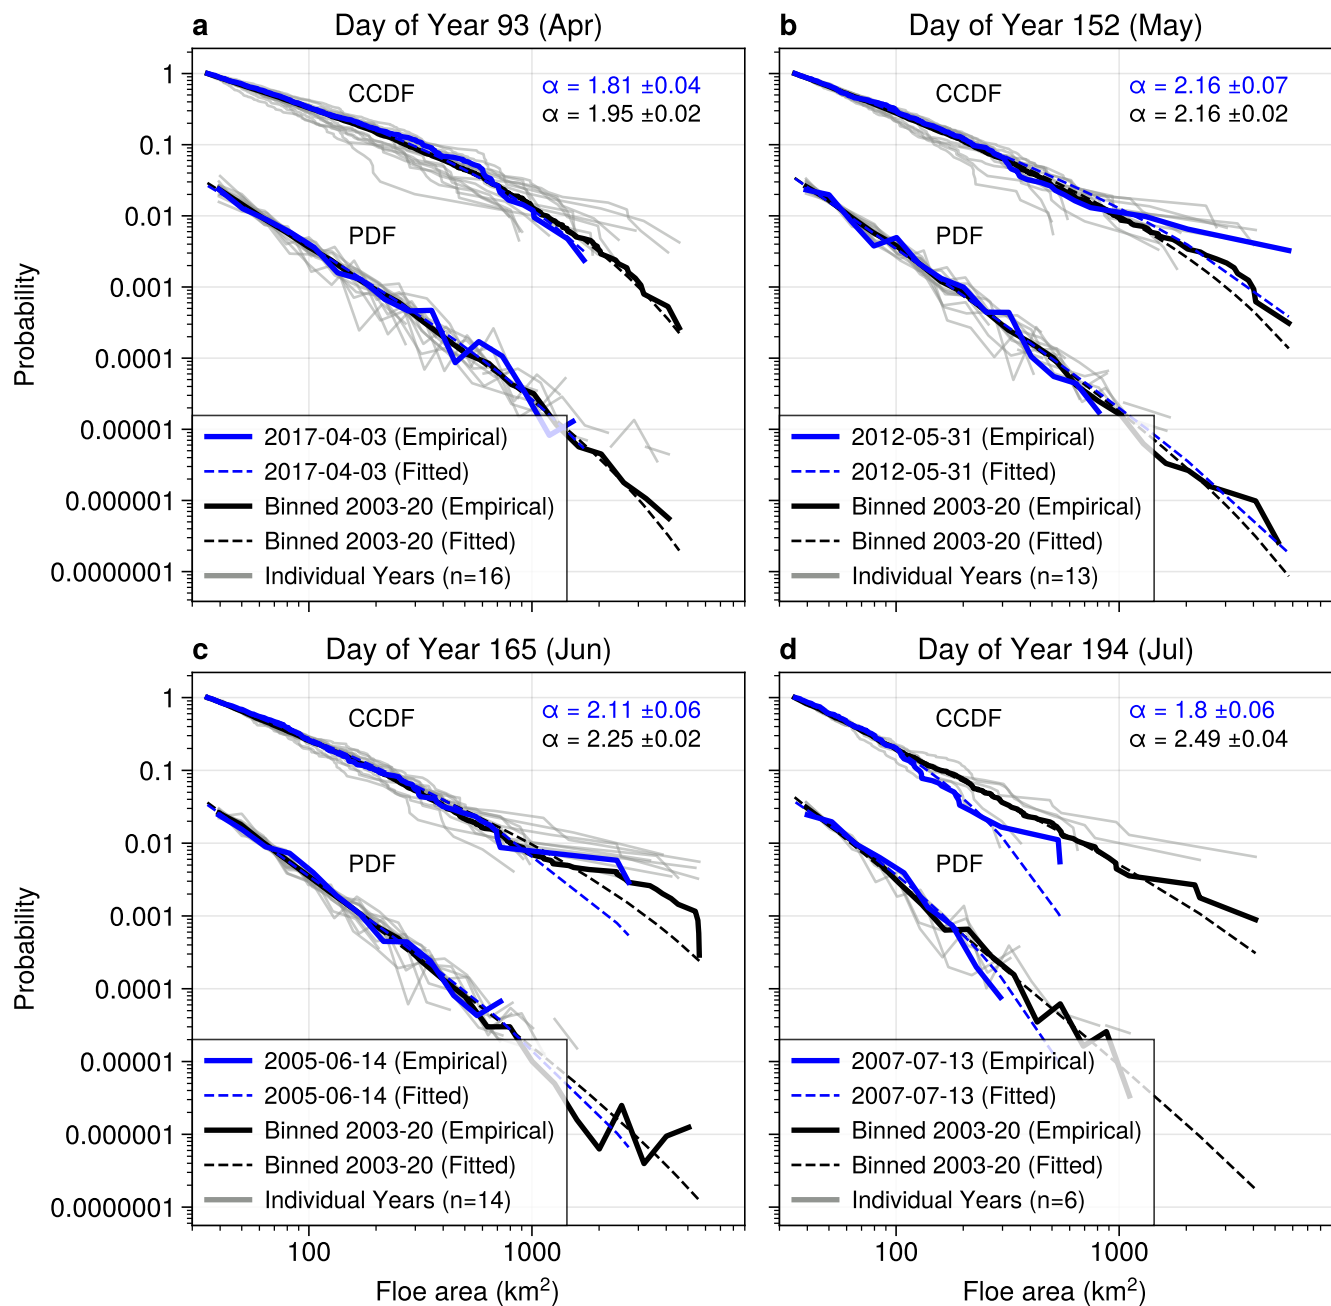 a Day of Year 93 (Apr)
CCDF
α = 1.81 ±0.04
α = 1.95 ±0.02
PDF
Probability
1
0.1
0.01
0.001
0.0001
0.00001
0.000001
0.0000001
2017-04-03 (Empirical)
2017-04-03 (Fitted)
Binned 2003-20 (Empirical)
Binned 2003-20 (Fitted)
Individual Years (n=16)
b Day of Year 152 (May)
CCDF
α = 2.16 ±0.07
α = 2.16 ±0.02
PDF
2012-05-31 (Empirical)
2012-05-31 (Fitted)
Binned 2003-20 (Empirical)
Binned 2003-20 (Fitted)
Individual Years (n=13)
c Day of Year 165 (Jun)
CCDF
α = 2.11 ±0.06
α = 2.25 ±0.02
PDF
Probability
1
0.1
0.01
0.001
0.0001
0.00001
0.000001
0.0000001
2005-06-14 (Empirical)
2005-06-14 (Fitted)
Binned 2003-20 (Empirical)
Binned 2003-20 (Fitted)
Individual Years (n=14)
100 1000
Floe area (km²)
d Day of Year 194 (Jul)
CCDF
α = 1.8 ±0.06
α = 2.49 ±0.04
PDF
2007-07-13 (Empirical)
2007-07-13 (Fitted)
Binned 2003-20 (Empirical)
Binned 2003-20 (Fitted)
Individual Years (n=6)
100 1000
Floe area (km²)